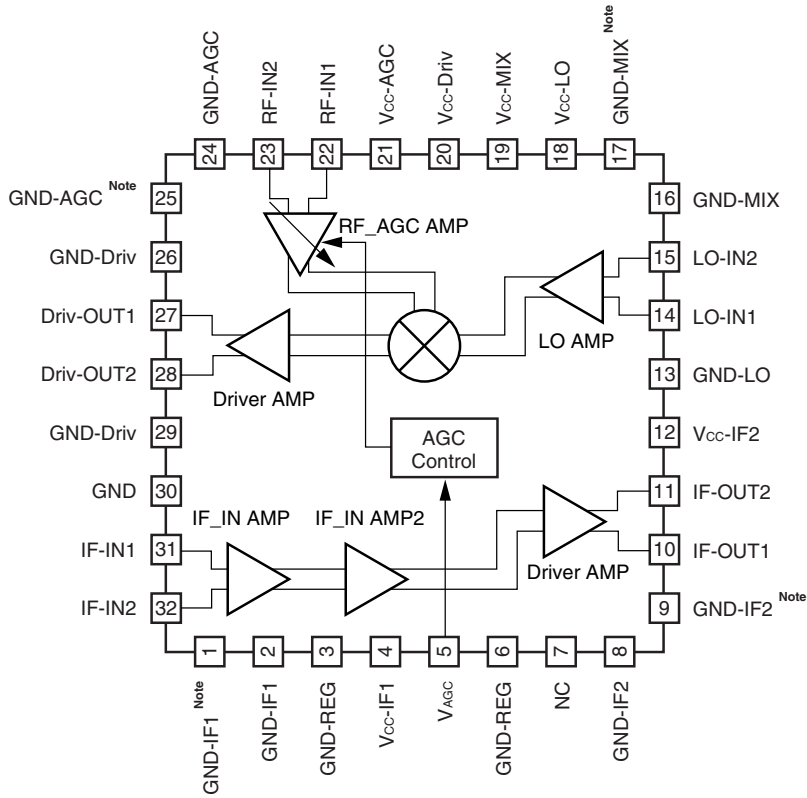 GND-AGC
RF-IN2
RF-IN1
Vcc-AGC
Vcc-Driv
Vcc-MIX
Vcc-LO
GND-MIX Note
24
23
22
21
20
19
18
17
GND-AGC Note
25
16
GND-MIX
RF_AGC AMP
GND-Driv
26
15
LO-IN2
Driv-OUT1
27
14
LO-IN1
LO AMP
Driv-OUT2
28
13
GND-LO
Driver AMP
GND-Driv
29
12
Vcc-IF2
AGC
Control
GND
30
11
IF-OUT2
IF_IN AMP
IF_IN AMP2
IF-IN1
31
10
IF-OUT1
Driver AMP
IF-IN2
32
9
GND-IF2 Note
1
2
3
4
5
6
7
8
GND-IF1 Note
GND-IF1
GND-REG
Vcc-IF1
VAGC
GND-REG
NC
GND-IF2